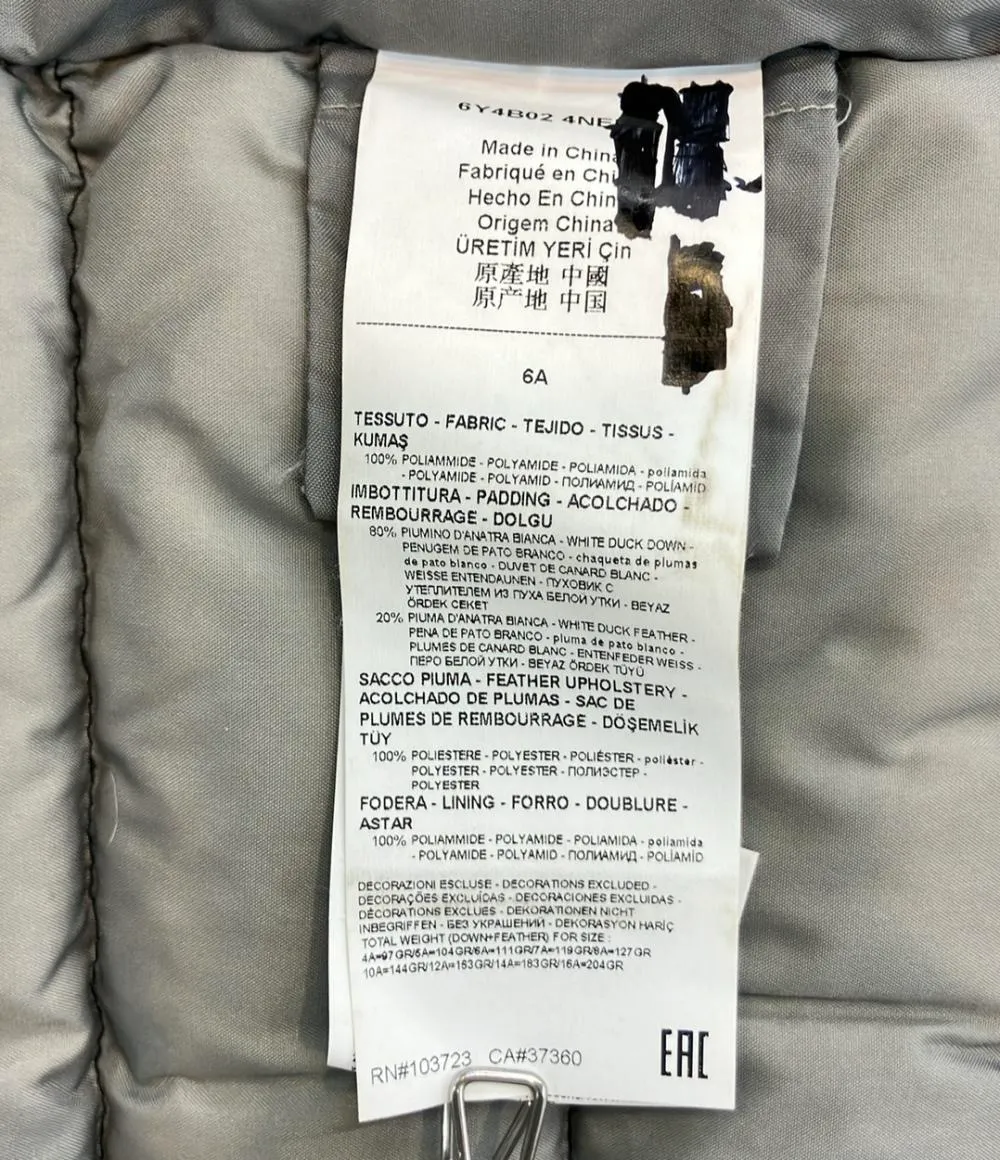 6Y4B02 4NE
Made in China
Fabriqué en Chi
Hecho En Chin
Origem China
ÜRETİM YERİ Çin
原產地 中國
原产地 中国
6A
TESSUTO - FABRIC - TEJIDO - TISSUS -
KUMAŞ
100% POLIAMMIDE - POLYAMIDE - POLIAMIDA - poliamida
- POLYAMIDE - POLYAMID - ПОЛИАМИД - POLİAMİD
IMBOTTITURA - PADDING - ACOLCHADO -
REMBOURRAGE - DOLGU
80% PIUMINO D'ANATRA BIANCA - WHITE DUCK DOWN -
PENUGEM DE PATO BRANCO - chaqueta de plumas
de pato blanco - DUVET DE CANARD BLANC -
WEISSE ENTENDAUNEN - ПУХОВИК С
УТЕПЛИТЕЛЕМ ИЗ ПУХА БЕЛОЙ УТКИ - BEYAZ
ÖRDEK CEKET
20% PIUMA D'ANATRA BIANCA - WHITE DUCK FEATHER -
PENA DE PATO BRANCO - pluma de pato blanco -
PLUMES DE CANARD BLANC - ENTENFEDER WEISS -
ПЕРО БЕЛОЙ УТКИ - BEYAZ ÖRDEK TÜYÜ
SACCO PIUMA - FEATHER UPHOLSTERY -
ACOLCHADO DE PLUMAS - SAC DE
PLUMES DE REMBOURRAGE - DÖŞEMELİK
TÜY
100% POLIESTERE - POLYESTER - POLIÉSTER - poliéster -
POLYESTER - POLYESTER - ПОЛИЭСТЕР -
POLYESTER
FODERA - LINING - FORRO - DOUBLURE -
ASTAR
100% POLIAMMIDE - POLYAMIDE - POLIAMIDA - poliamida
- POLYAMIDE - POLYAMID - ПОЛИАМИД - POLİAMİD
DECORAZIONI ESCLUSE - DECORATIONS EXCLUDED -
DECORAÇÕES EXCLUÍDAS - DECORACIONES EXCLUIDAS -
DÉCORATIONS EXCLUES - DEKORATIONEN NICHT
INBEGRIFFEN - БЕЗ УКРАШЕНИЙ - DEKORASYON HARİÇ
TOTAL WEIGHT (DOWN+FEATHER) FOR SIZE :
4A=97GR/5A=104GR/6A=111GR/7A=119GR/8A=127GR
10A=144GR/12A=163GR/14A=183GR/16A=204GR
RN#103723 CA#37360
EAC